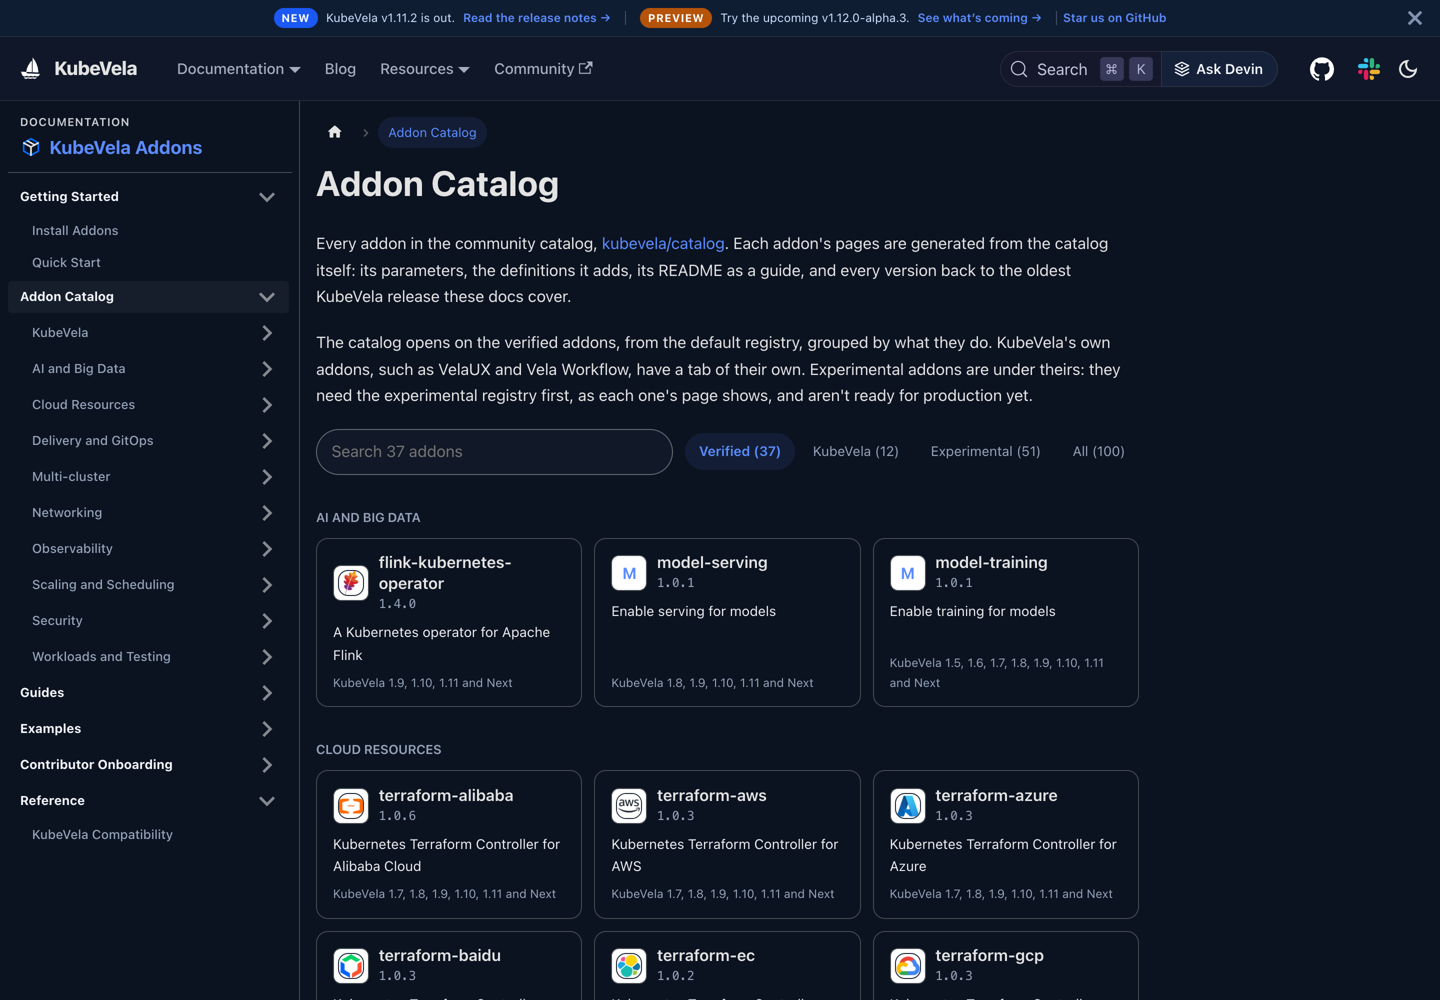 NEW KubeVela v1.11.2 is out. Read the release notes → | PREVIEW Try the upcoming v1.12.0-alpha.3. See what's coming → | Star us on GitHub
KubeVela Documentation Blog Resources Community Search ⌘ K Ask Devin
DOCUMENTATION
KubeVela Addons
Getting Started
Install Addons
Quick Start
Addon Catalog
KubeVela
AI and Big Data
Cloud Resources
Delivery and GitOps
Multi-cluster
Networking
Observability
Scaling and Scheduling
Security
Workloads and Testing
Guides
Examples
Contributor Onboarding
Reference
KubeVela Compatibility
Addon Catalog
Addon Catalog
Every addon in the community catalog, kubevela/catalog. Each addon's pages are generated from the catalog
itself: its parameters, the definitions it adds, its README as a guide, and every version back to the oldest
KubeVela release these docs cover.
The catalog opens on the verified addons, from the default registry, grouped by what they do. KubeVela's own
addons, such as VelaUX and Vela Workflow, have a tab of their own. Experimental addons are under theirs: they
need the experimental registry first, as each one's page shows, and aren't ready for production yet.
Search 37 addons Verified (37) KubeVela (12) Experimental (51) All (100)
AI AND BIG DATA
flink-kubernetes-
operator
1.4.0
A Kubernetes operator for Apache
Flink
KubeVela 1.9, 1.10, 1.11 and Next
M
model-serving
1.0.1
Enable serving for models
KubeVela 1.8, 1.9, 1.10, 1.11 and Next
M
model-training
1.0.1
Enable training for models
KubeVela 1.5, 1.6, 1.7, 1.8, 1.9, 1.10, 1.11
and Next
CLOUD RESOURCES
terraform-alibaba
1.0.6
Kubernetes Terraform Controller for
Alibaba Cloud
KubeVela 1.7, 1.8, 1.9, 1.10, 1.11 and Next
aws
terraform-aws
1.0.3
Kubernetes Terraform Controller for
AWS
KubeVela 1.7, 1.8, 1.9, 1.10, 1.11 and Next
terraform-azure
1.0.3
Kubernetes Terraform Controller for
Azure
KubeVela 1.7, 1.8, 1.9, 1.10, 1.11 and Next
terraform-baidu
1.0.3
terraform-ec
1.0.2
terraform-gcp
1.0.3